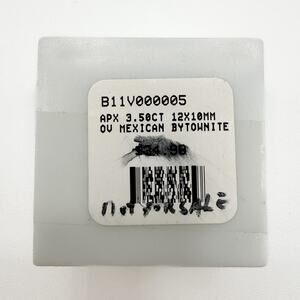 B11V000005
APX 3.50CT 12X10MM
OV MEXICAN BYTOWNITE
NOT FOR SALE